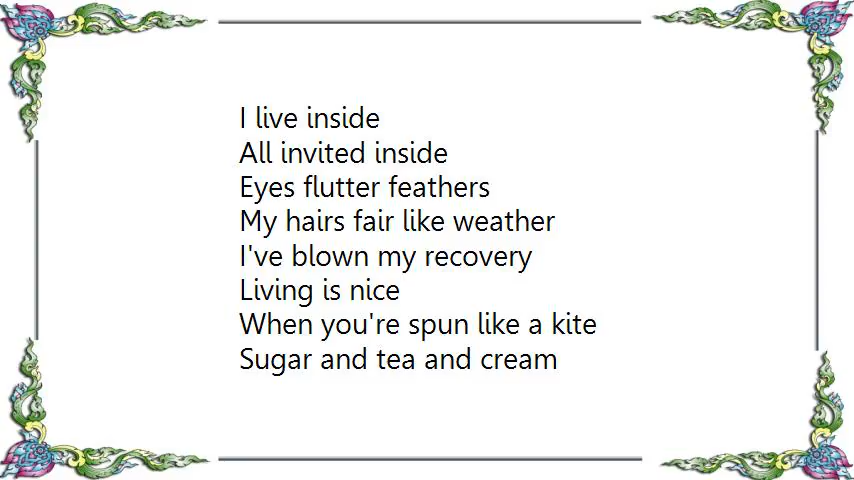 I live inside
All invited inside
Eyes flutter feathers
My hairs fair like weather
I've blown my recovery
Living is nice
When you're spun like a kite
Sugar and tea and cream